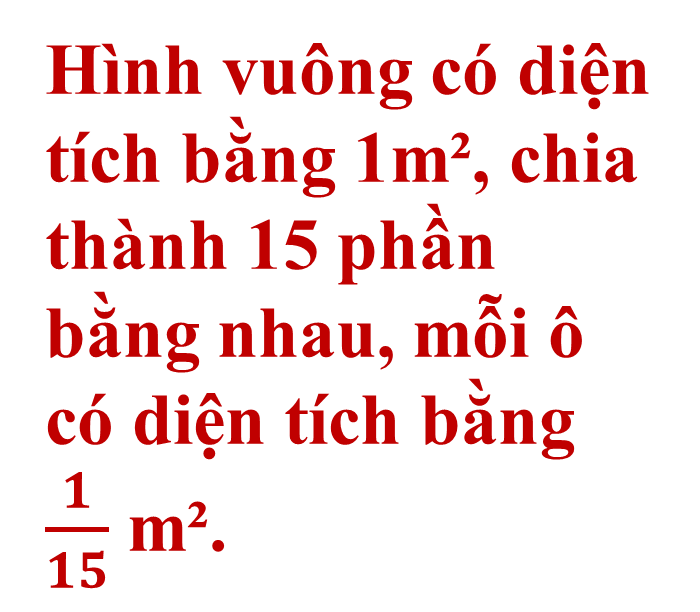 Hình vuông có diện
tích bằng 1m², chia
thành 15 phần
bằng nhau, mỗi ô
có diện tích bằng
1/15 m².